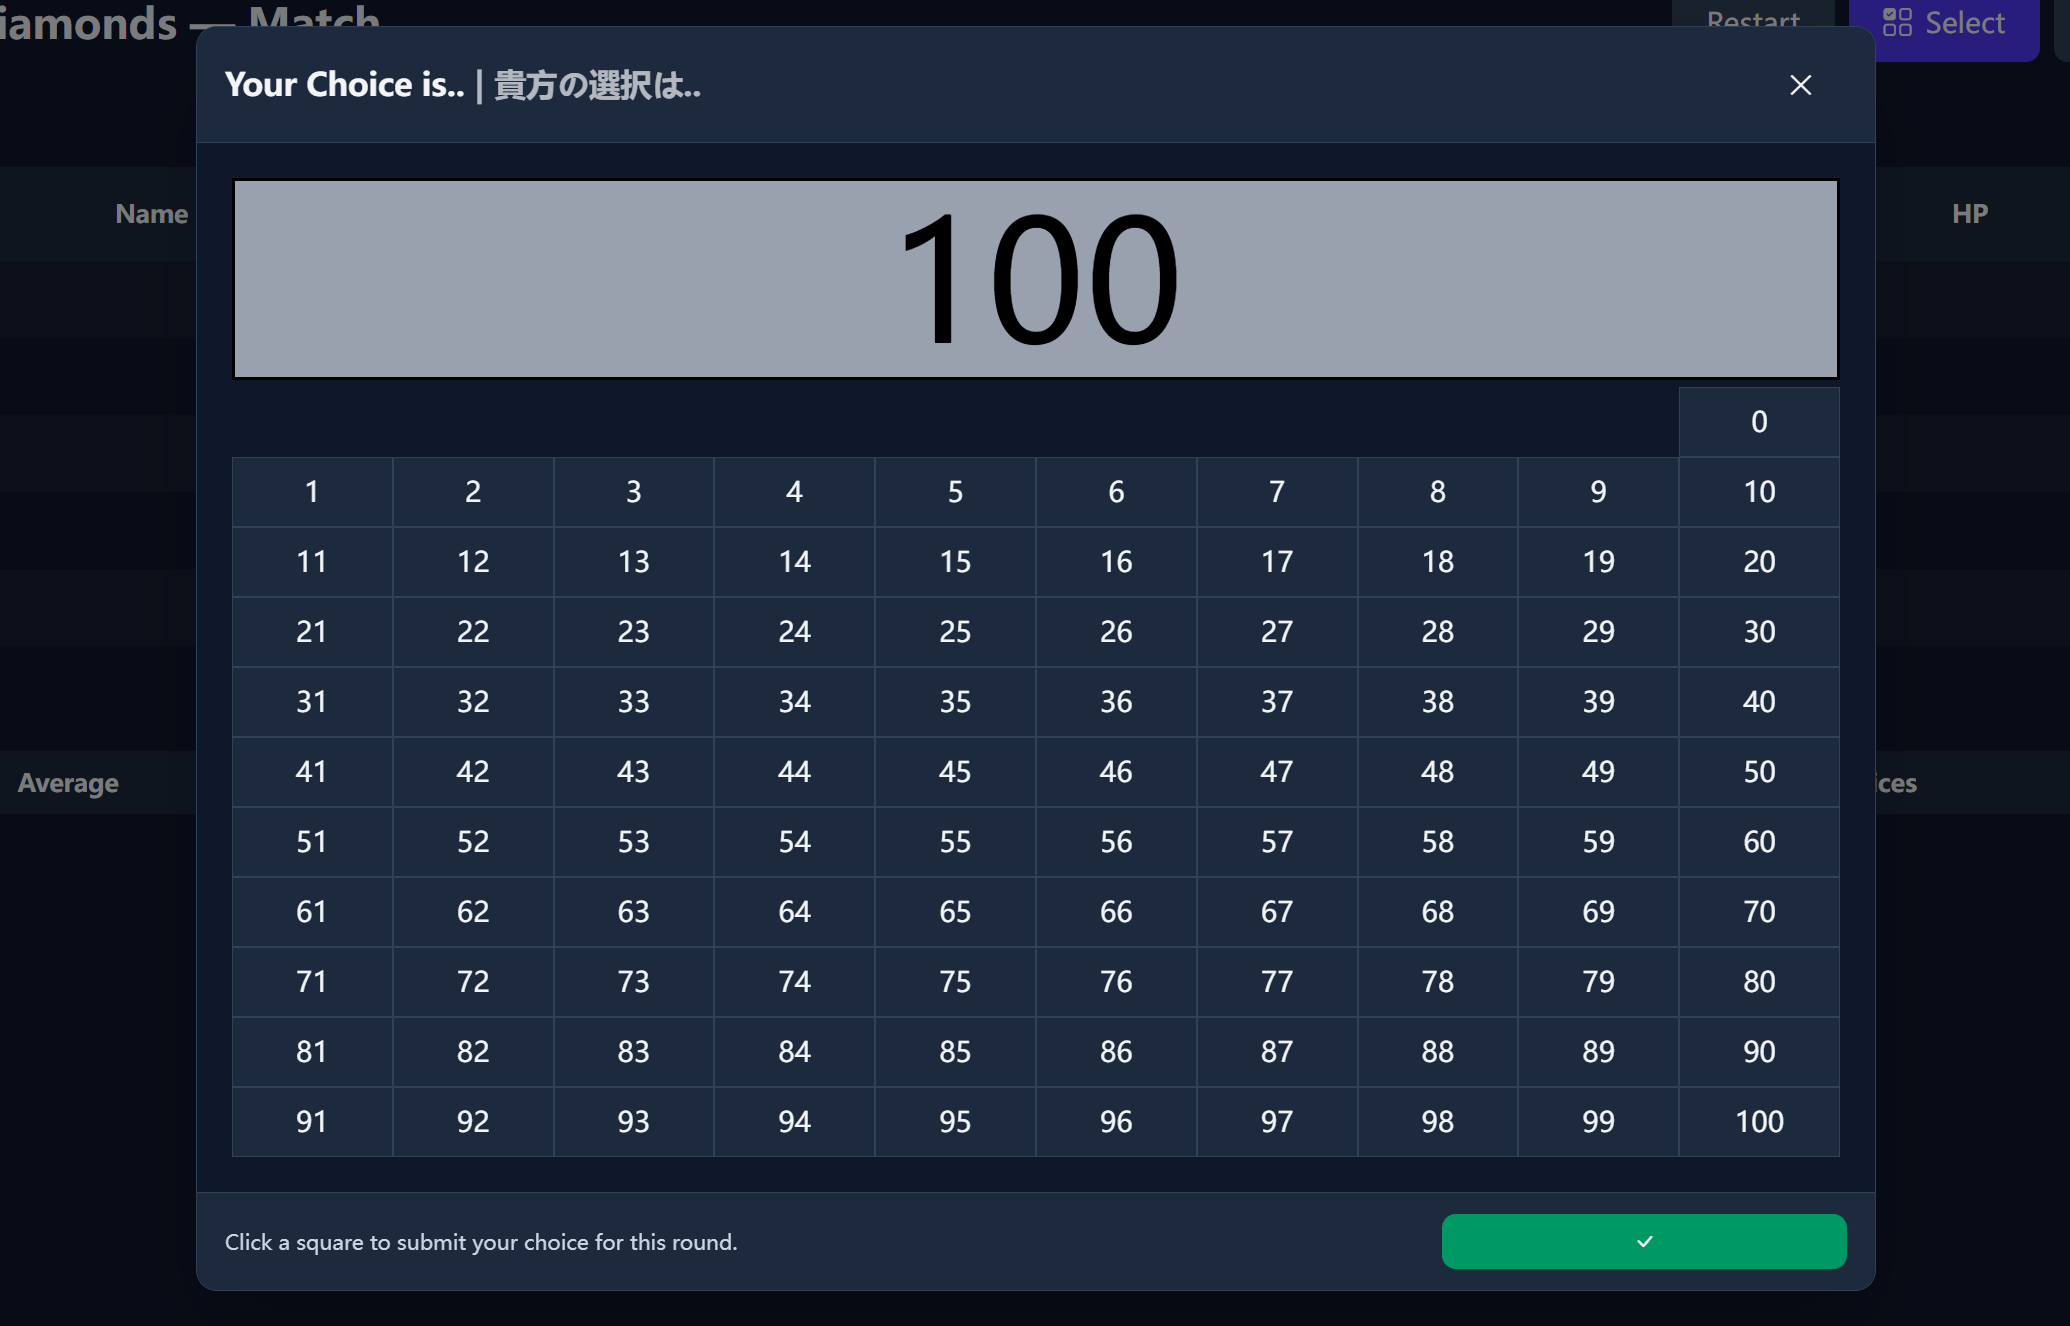 iamonds — Match
Restart
Select
Your Choice is.. | 貴方の選択は..
Name
HP
100
0
1 2 3 4 5 6 7 8 9 10
11 12 13 14 15 16 17 18 19 20
21 22 23 24 25 26 27 28 29 30
31 32 33 34 35 36 37 38 39 40
41 42 43 44 45 46 47 48 49 50
Average
ices
51 52 53 54 55 56 57 58 59 60
61 62 63 64 65 66 67 68 69 70
71 72 73 74 75 76 77 78 79 80
81 82 83 84 85 86 87 88 89 90
91 92 93 94 95 96 97 98 99 100
Click a square to submit your choice for this round.